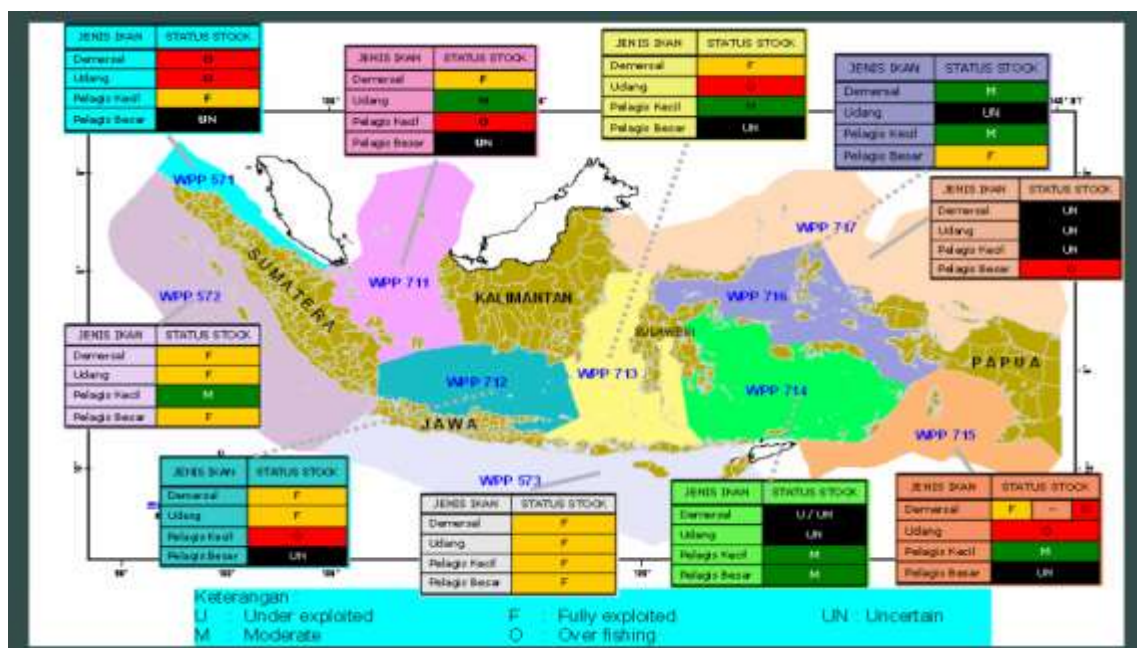 JENIS IKAN STATUS STOCK
Demersal O
Udang O
Pelagis Kecil F
Pelagis Besar UN
JENIS IKAN STATUS STOCK
Demersal F
Udang M
Pelagis Kecil O
Pelagis Besar UN
JENIS IKAN STATUS STOCK
Demersal F
Udang O
Pelagis Kecil M
Pelagis Besar UN
JENIS IKAN STATUS STOCK
Demersal M
Udang UN
Pelagis Kecil M
Pelagis Besar F
JENIS IKAN STATUS STOCK
Demersal UN
Udang UN
Pelagis Kecil UN
Pelagis Besar O
WPP 571
WPP 717
SUMATERA
WPP 711
WPP 716
WPP 572
KALIMANTAN
SULAWESI
PAPUA
WPP 712
WPP 713
WPP 714
JAWA
WPP 715
WPP 573
JENIS IKAN STATUS STOCK
Demersal F
Udang F
Pelagis Kecil M
Pelagis Besar F
JENIS IKAN STATUS STOCK
Demersal F
Udang F
Pelagis Kecil O
Pelagis Besar UN
JENIS IKAN STATUS STOCK
Demersal F
Udang F
Pelagis Kecil F
Pelagis Besar F
JENIS IKAN STATUS STOCK
Demersal U / UN
Udang UN
Pelagis Kecil M
Pelagis Besar M
JENIS IKAN STATUS STOCK
Demersal F - O
Udang O
Pelagis Kecil M
Pelagis Besar UN
Keterangan :
U : Under exploited F : Fully exploited UN : Uncertain
M : Moderate O : Over fishing